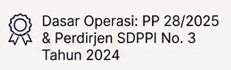 Dasar Operasi: PP 28/2025
& Perdirjen SDPPI No. 3
Tahun 2024